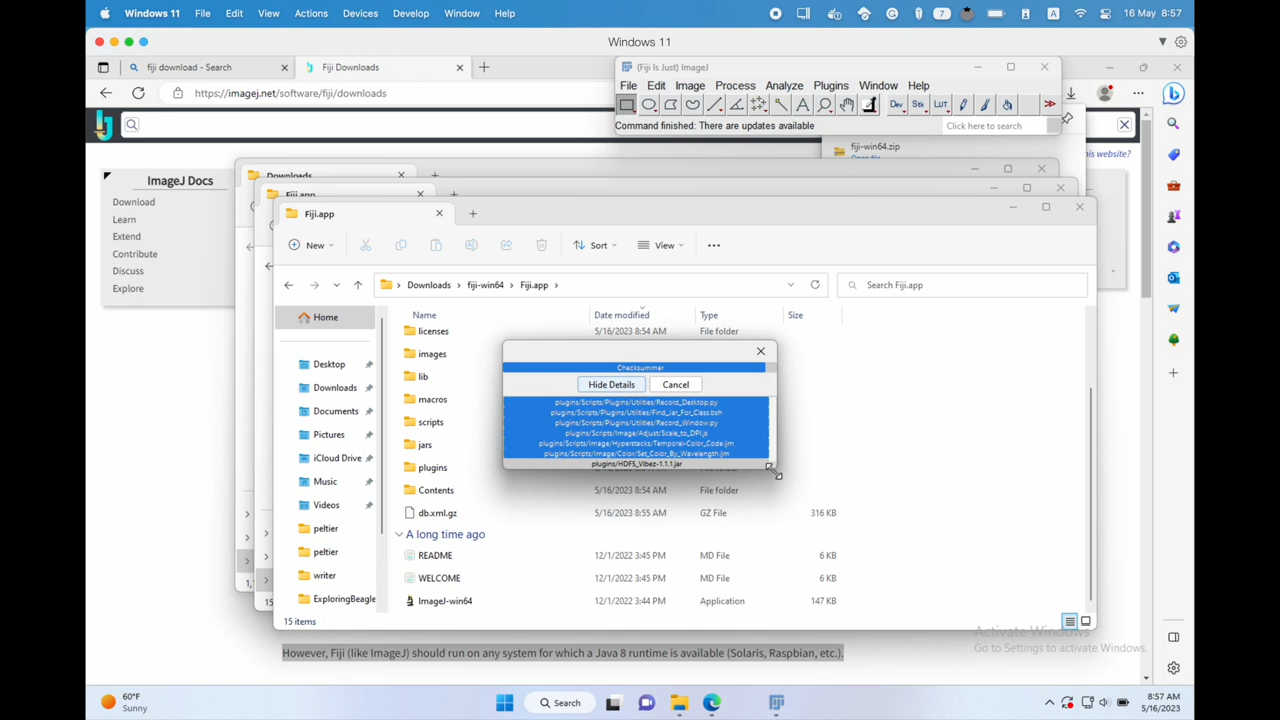 Windows 11 File Edit View Actions Devices Develop Window Help 7 A 16 May 8:57
Windows 11
fiji download - Search
Fiji Downloads
https://imagej.net/software/fiji/downloads
(Fiji Is Just) ImageJ
File Edit Image Process Analyze Plugins Window Help
Dev Stk LUT
Command finished: There are updates available
Click here to search
fiji-win64.zip
Open file
this website?
ImageJ Docs
Download
Learn
Extend
Contribute
Discuss
Explore
Downloads
Fiji.app
Fiji.app
New
Sort
View
Downloads > fiji-win64 > Fiji.app >
Search Fiji.app
Name Date modified Type Size
Home
Desktop
Downloads
Documents
Pictures
iCloud Drive
Music
Videos
peltier
peltier
writer
ExploringBeagle
licenses 5/16/2023 8:54 AM File folder
images
lib
macros
scripts
jars
plugins
Contents 5/16/2023 8:54 AM File folder
db.xml.gz 5/16/2023 8:55 AM GZ File 316 KB
A long time ago
README 12/1/2022 3:45 PM MD File 6 KB
WELCOME 12/1/2022 3:45 PM MD File 6 KB
ImageJ-win64 12/1/2022 3:44 PM Application 147 KB
15 items
Checksummer
Hide Details
Cancel
plugins/Scripts/Plugins/Utilities/Record_Desktop.py
plugins/Scripts/Plugins/Utilities/Find_Jar_For_Class.bsh
plugins/Scripts/Plugins/Utilities/Record_Window.py
plugins/Scripts/Image/Adjust/Scale_to_DPI.js
plugins/Scripts/Image/Hyperstacks/Temporal-Color_Code.ijm
plugins/Scripts/Image/Color/Set_Color_By_Wavelength.ijm
plugins/HDF5_Vibez-1.1.1.jar
Activate Windows
Go to Settings to activate Windows.
However, Fiji (like ImageJ) should run on any system for which a Java 8 runtime is available (Solaris, Raspbian, etc.).
60°F
Sunny
Search
8:57 AM
5/16/2023